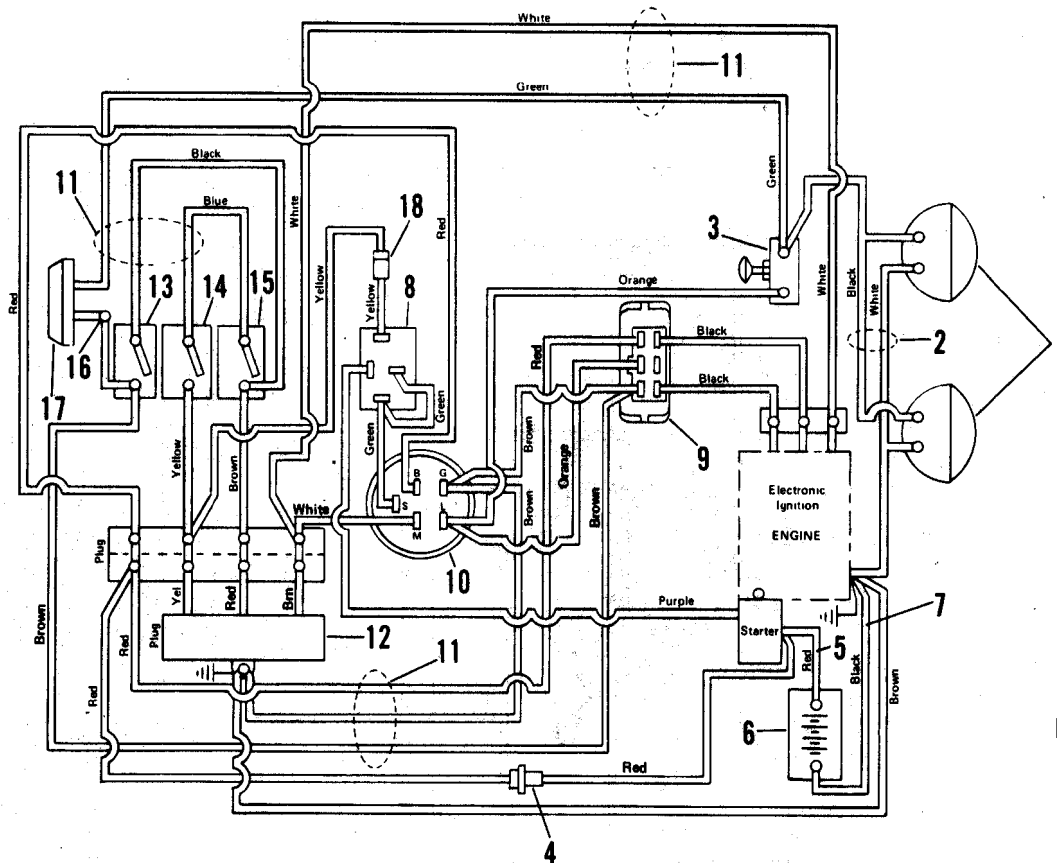 White
11
Green
Black
11
Blue
White
Red
18
Green
3
Red
Yellow
8
Orange
Black
White
White
2
13
14
15
Yellow
16
17
Red
Black
Black
9
Green
Green
Brown
Orange
Yellow
Brown
B
G
S
L
M
White
10
Brown
Brown
Electronic
Ignition
ENGINE
Plug
Yel
Red
Brn
Purple
Starter
7
Brown
Red
Plug
12
5
Red
Black
Brown
Red
11
6
Red
4